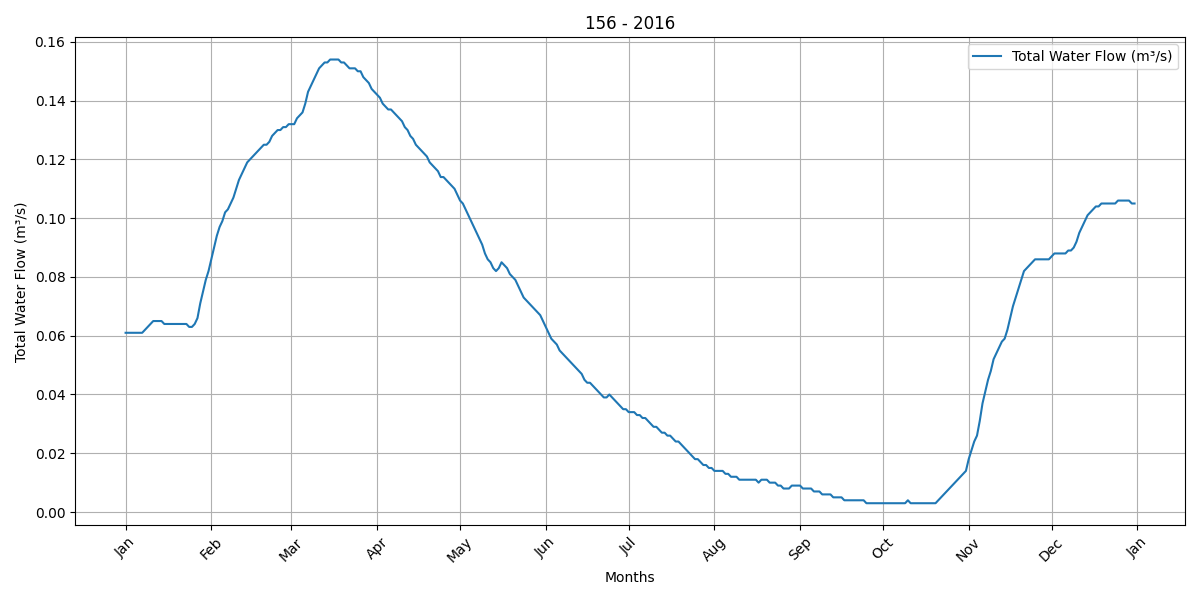 156 - 2016
Total Water Flow (m³/s)
Total Water Flow (m³/s)
0.16
0.14
0.12
0.10
0.08
0.06
0.04
0.02
0.00
Jan
Feb
Mar
Apr
May
Jun
Jul
Aug
Sep
Oct
Nov
Dec
Jan
Months